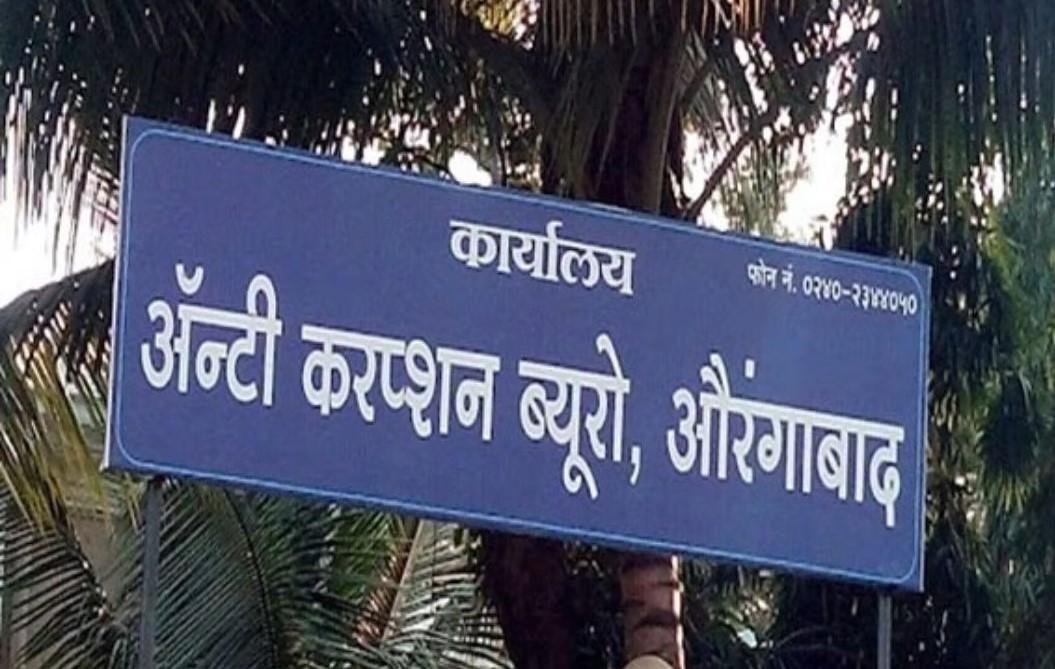 कार्यालय
फोन नं. ०२४०-२३४४०५०
ॲन्टी करप्शन ब्यूरो, औरंगाबाद